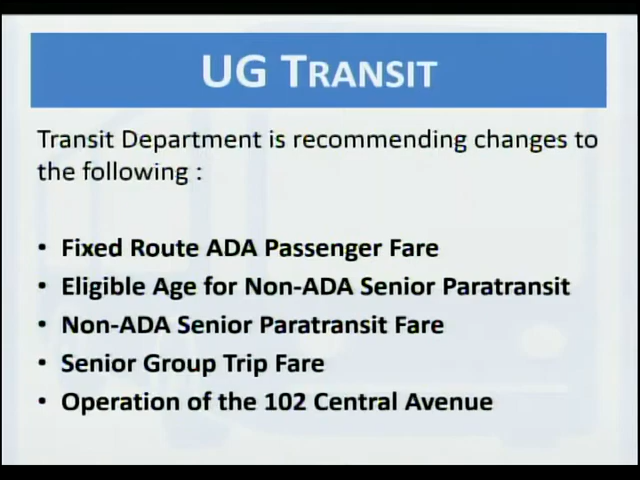 UG TRANSIT
Transit Department is recommending changes to
the following :
• Fixed Route ADA Passenger Fare
• Eligible Age for Non-ADA Senior Paratransit
• Non-ADA Senior Paratransit Fare
• Senior Group Trip Fare
• Operation of the 102 Central Avenue